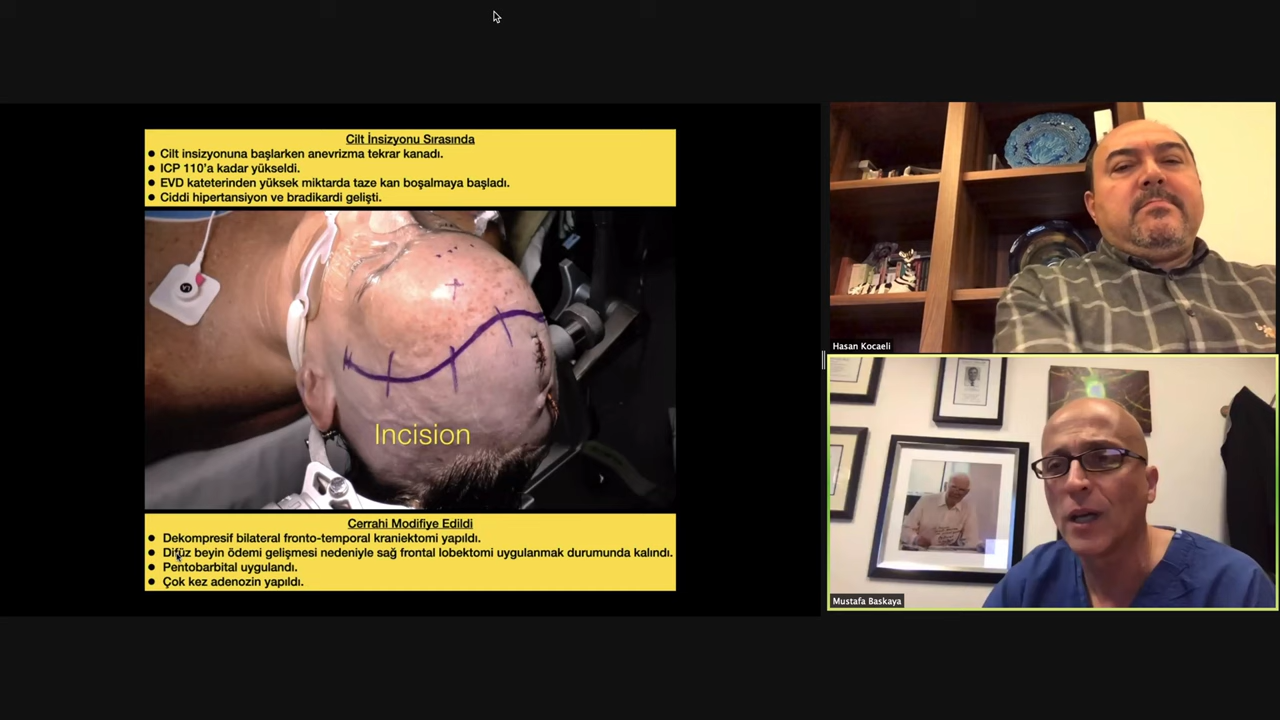 Cilt İnsizyonu Sırasında
● Cilt insizyonuna başlarken anevrizma tekrar kanadı.
● ICP 110'a kadar yükseldi.
● EVD kateterinden yüksek miktarda taze kan boşalmaya başladı.
● Ciddi hipertansiyon ve bradikardi gelişti.
Incision
Cerrahi Modifiye Edildi
● Dekompresif bilateral fronto-temporal kraniektomi yapıldı.
● Difüz beyin ödemi gelişmesi nedeniyle sağ frontal lobektomi uygulanmak durumunda kalındı.
● Pentobarbital uygulandı.
● Çok kez adenozin yapıldı.
Hasan Kocaeli
Mustafa Baskaya